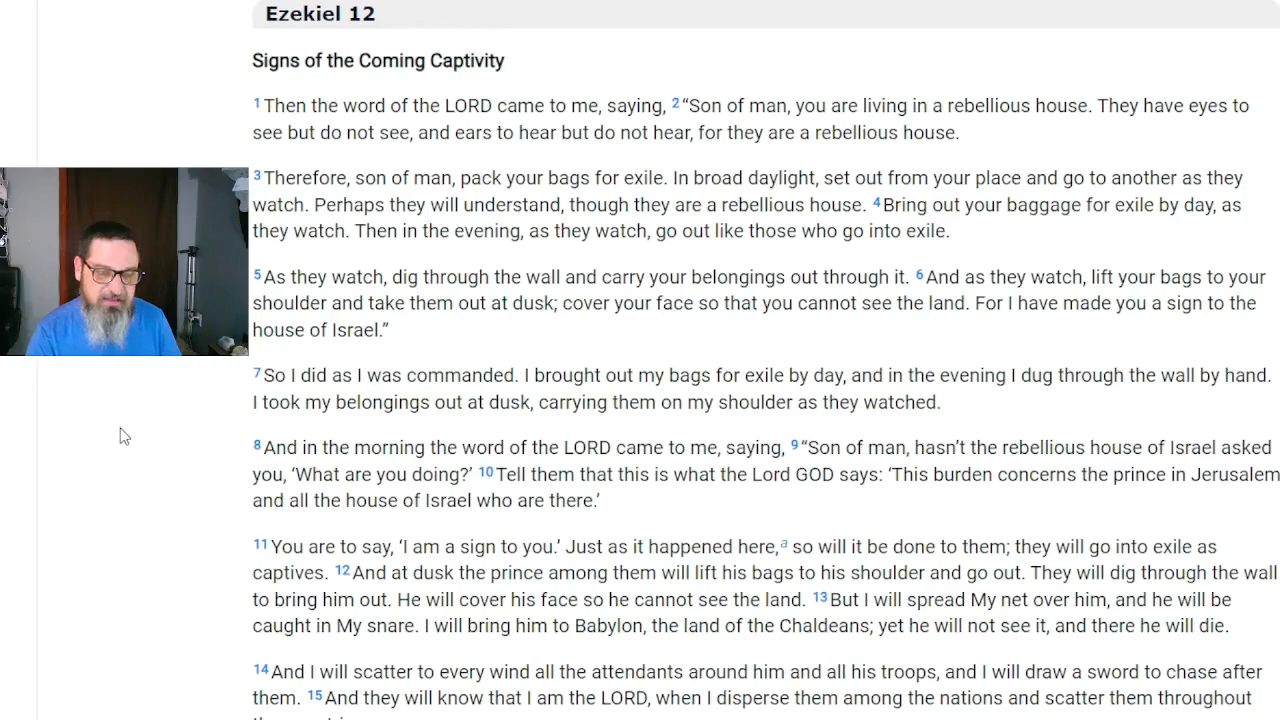 Ezekiel 12
Signs of the Coming Captivity
1 Then the word of the LORD came to me, saying, 2 “Son of man, you are living in a rebellious house. They have eyes to
see but do not see, and ears to hear but do not hear, for they are a rebellious house.
3 Therefore, son of man, pack your bags for exile. In broad daylight, set out from your place and go to another as they
watch. Perhaps they will understand, though they are a rebellious house. 4 Bring out your baggage for exile by day, as
they watch. Then in the evening, as they watch, go out like those who go into exile.
5 As they watch, dig through the wall and carry your belongings out through it. 6 And as they watch, lift your bags to your
shoulder and take them out at dusk; cover your face so that you cannot see the land. For I have made you a sign to the
house of Israel.”
7 So I did as I was commanded. I brought out my bags for exile by day, and in the evening I dug through the wall by hand.
I took my belongings out at dusk, carrying them on my shoulder as they watched.
8 And in the morning the word of the LORD came to me, saying, 9 “Son of man, hasn’t the rebellious house of Israel asked
you, ‘What are you doing?’ 10 Tell them that this is what the Lord GOD says: ‘This burden concerns the prince in Jerusalem
and all the house of Israel who are there.’
11 You are to say, ‘I am a sign to you.’ Just as it happened here, a so will it be done to them; they will go into exile as
captives. 12 And at dusk the prince among them will lift his bags to his shoulder and go out. They will dig through the wall
to bring him out. He will cover his face so he cannot see the land. 13 But I will spread My net over him, and he will be
caught in My snare. I will bring him to Babylon, the land of the Chaldeans; yet he will not see it, and there he will die.
14 And I will scatter to every wind all the attendants around him and all his troops, and I will draw a sword to chase after
them. 15 And they will know that I am the LORD, when I disperse them among the nations and scatter them throughout